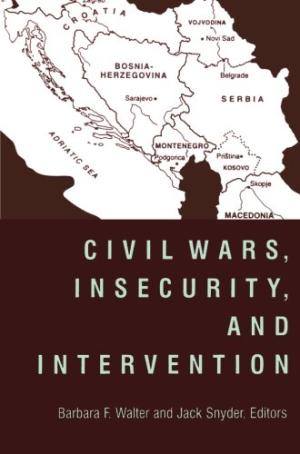 CROATIA
VOJVODINA
Novi Sad
BOSNIA-
HERZEGOVINA
Belgrade
Sarajevo
SERBIA
ADRIATIC SEA
MONTENEGRO
Podgorica
Priština
KOSOVO
Skopje
MACEDONIA
CIVIL WARS,
INSECURITY,
AND
INTERVENTION
Barbara F. Walter and Jack Snyder, Editors